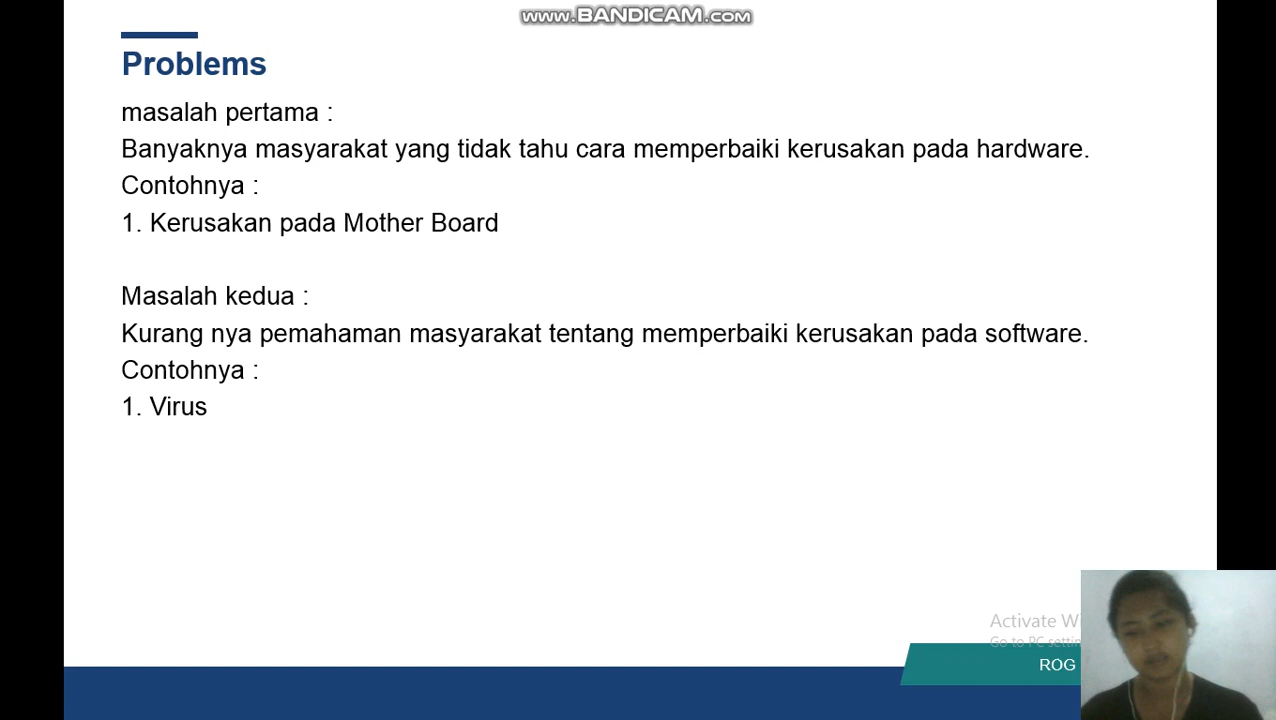 www.BANDICAM.com
Problems
masalah pertama :
Banyaknya masyarakat yang tidak tahu cara memperbaiki kerusakan pada hardware.
Contohnya :
1. Kerusakan pada Mother Board
Masalah kedua :
Kurang nya pemahaman masyarakat tentang memperbaiki kerusakan pada software.
Contohnya :
1. Virus
Activate
Go to PC
ROG